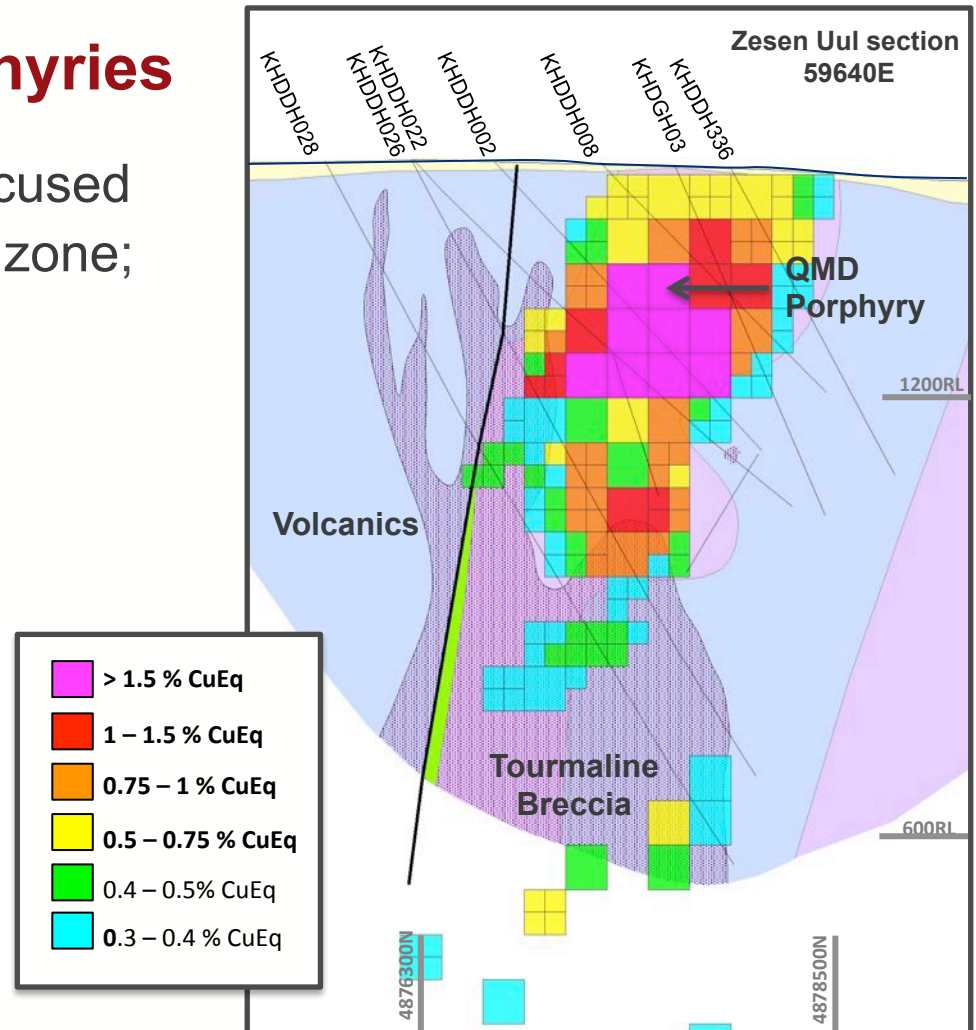 hyries
cused
zone;
Zesen Uul section
59640E
KHDDH028
KHDDH026
KHDDH022
KHDDH002
KHDDH008
KHDGH03
KHDDH336
QMD
Porphyry
1200RL
Volcanics
> 1.5 % CuEq
1 – 1.5 % CuEq
0.75 – 1 % CuEq
0.5 – 0.75 % CuEq
0.4 – 0.5% CuEq
0.3 – 0.4 % CuEq
Tourmaline
Breccia
600RL
4876300N
4878500N